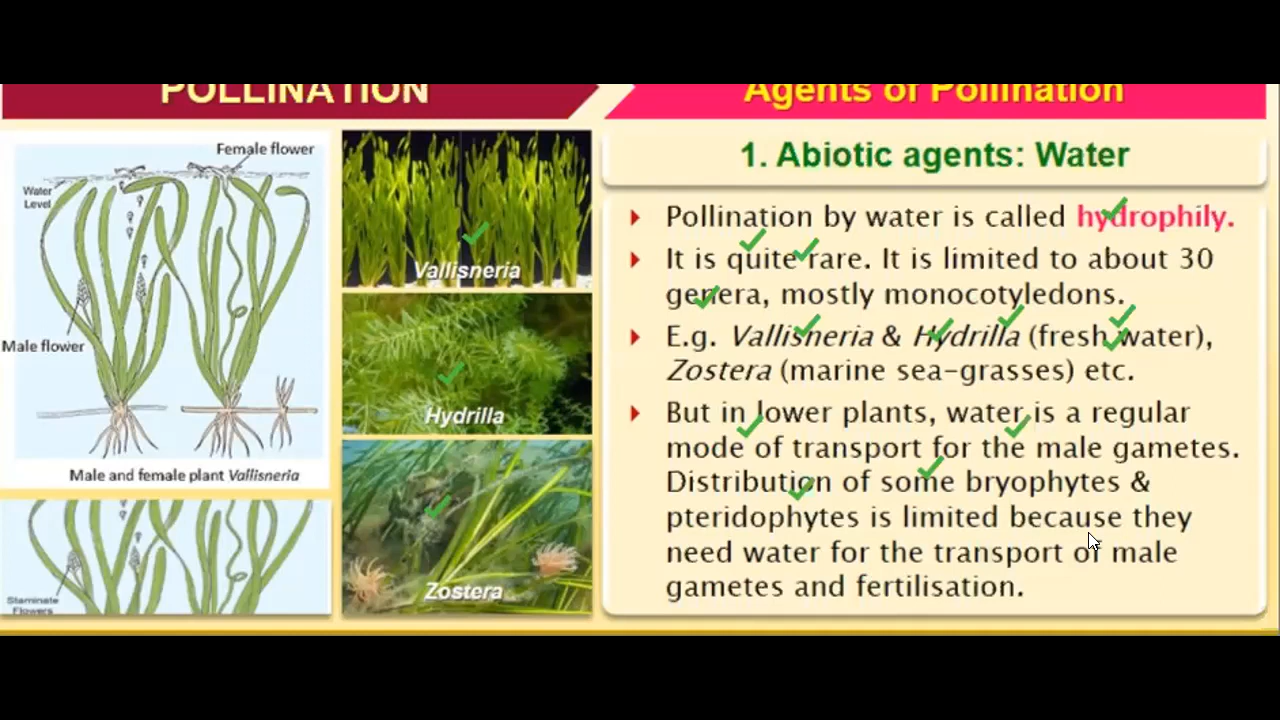 POLLINATION
Agents of Pollination
Female flower
Water
Level
Male flower
Male and female plant Vallisneria
Staminate
Flowers
Vallisneria
Hydrilla
Zostera
1. Abiotic agents: Water
Pollination by water is called hydrophily.
It is quite rare. It is limited to about 30
genera, mostly monocotyledons.
E.g. Vallisneria & Hydrilla (fresh water),
Zostera (marine sea-grasses) etc.
But in lower plants, water is a regular
mode of transport for the male gametes.
Distribution of some bryophytes &
pteridophytes is limited because they
need water for the transport of male
gametes and fertilisation.